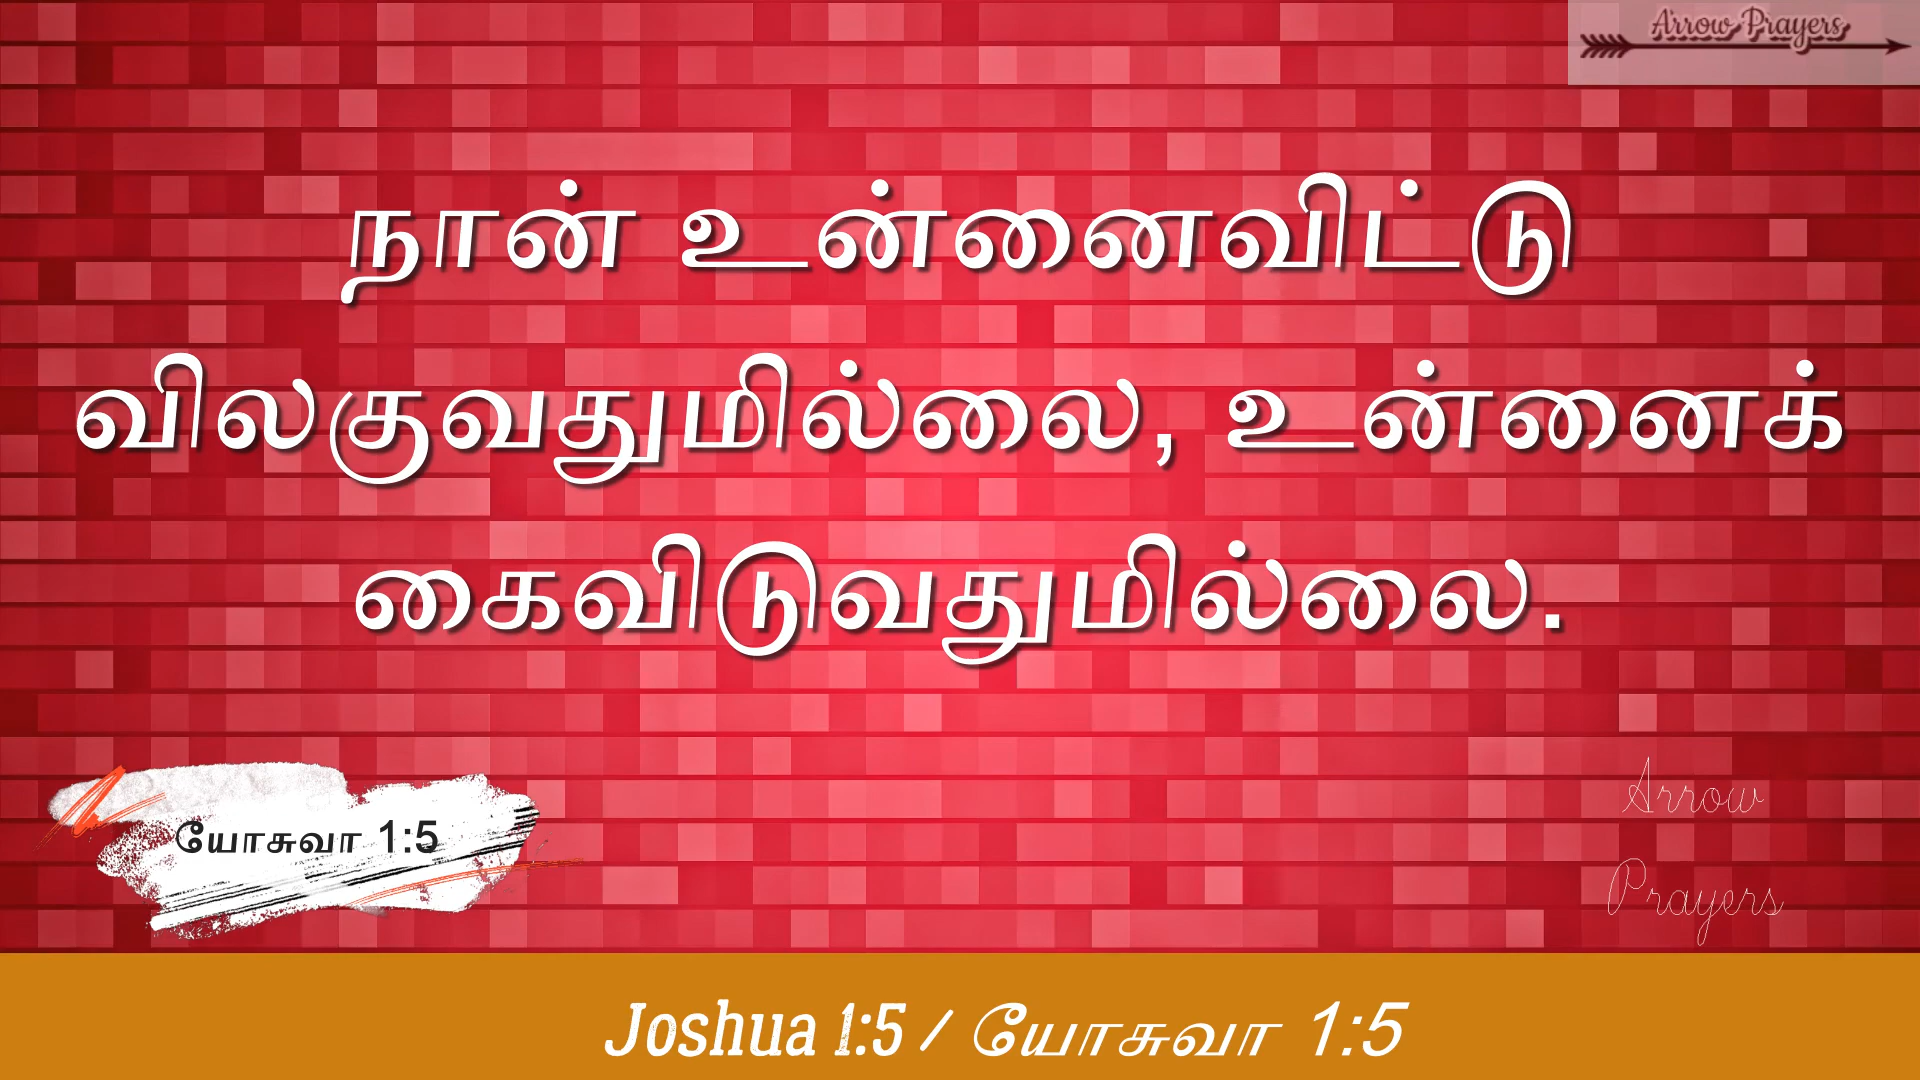 Arrow Prayers
நான் உன்னைவிட்டு
விலகுவதுமில்லை, உன்னைக்
கைவிடுவதுமில்லை.
யோசுவா 1:5
Arrow
Prayers
Joshua 1:5 / யோசுவா 1:5